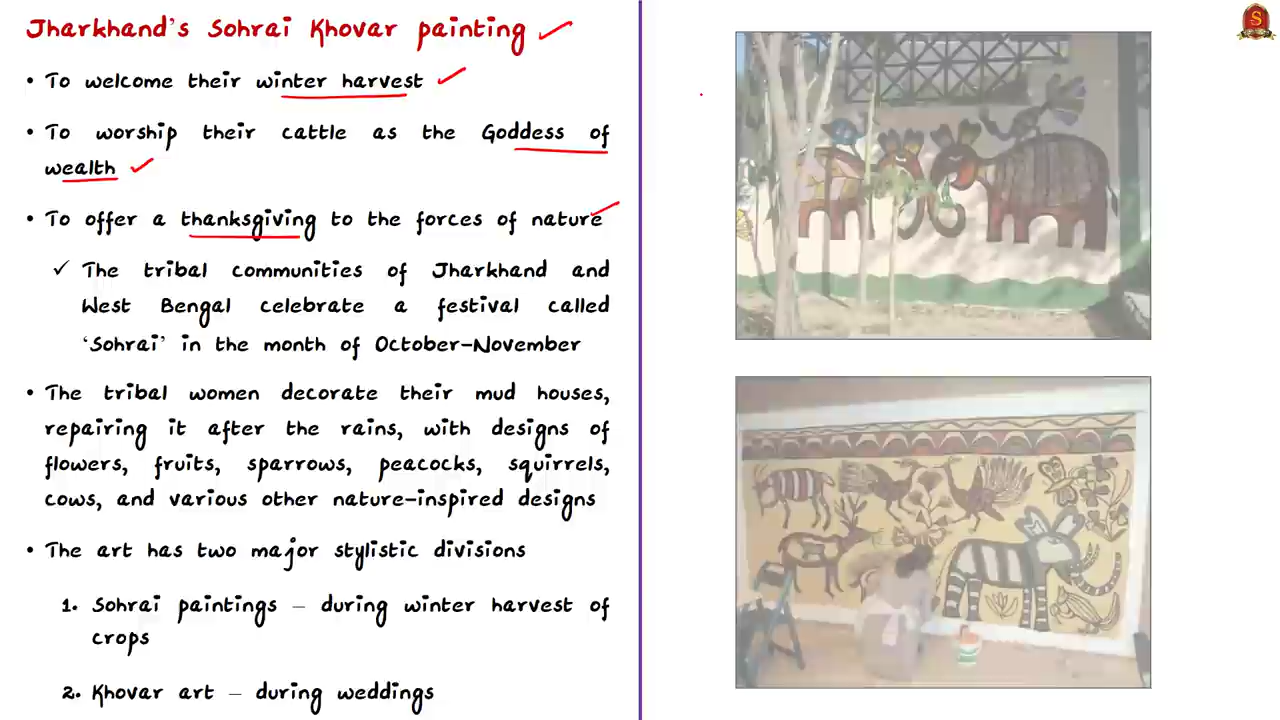 Jharkhand's Sohrai Khovar painting
• To welcome their winter harvest
• To worship their cattle as the Goddess of
wealth
• To offer a thanksgiving to the forces of nature
✓ The tribal communities of Jharkhand and
West Bengal celebrate a festival called
'Sohrai' in the month of October-November
• The tribal women decorate their mud houses,
repairing it after the rains, with designs of
flowers, fruits, sparrows, peacocks, squirrels,
cows, and various other nature-inspired designs
• The art has two major stylistic divisions
1. Sohrai paintings – during winter harvest of
crops
2. Khovar art – during weddings
S